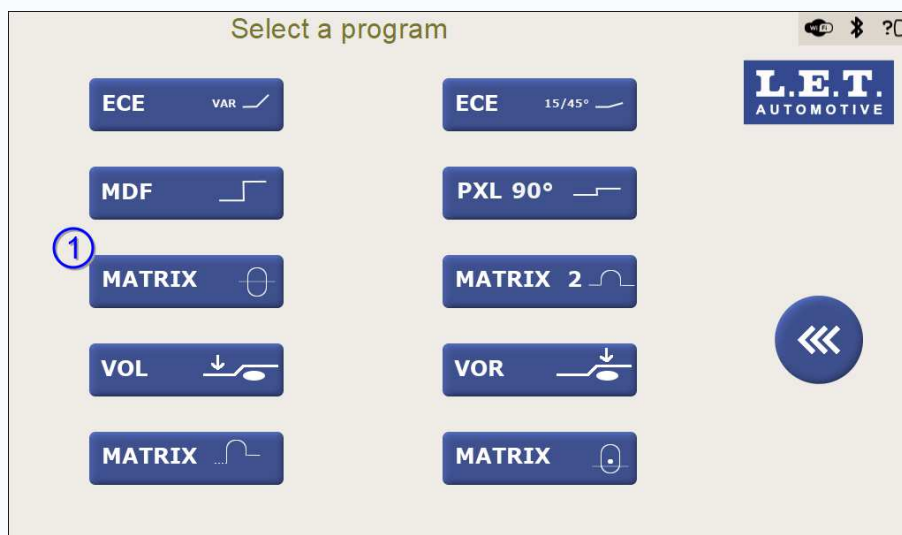 Select a program
WiFi ?
L.E.T.
AUTOMOTIVE
ECE VAR
ECE 15/45°
MDF
PXL 90°
1
MATRIX
MATRIX 2
VOL
VOR
MATRIX
MATRIX